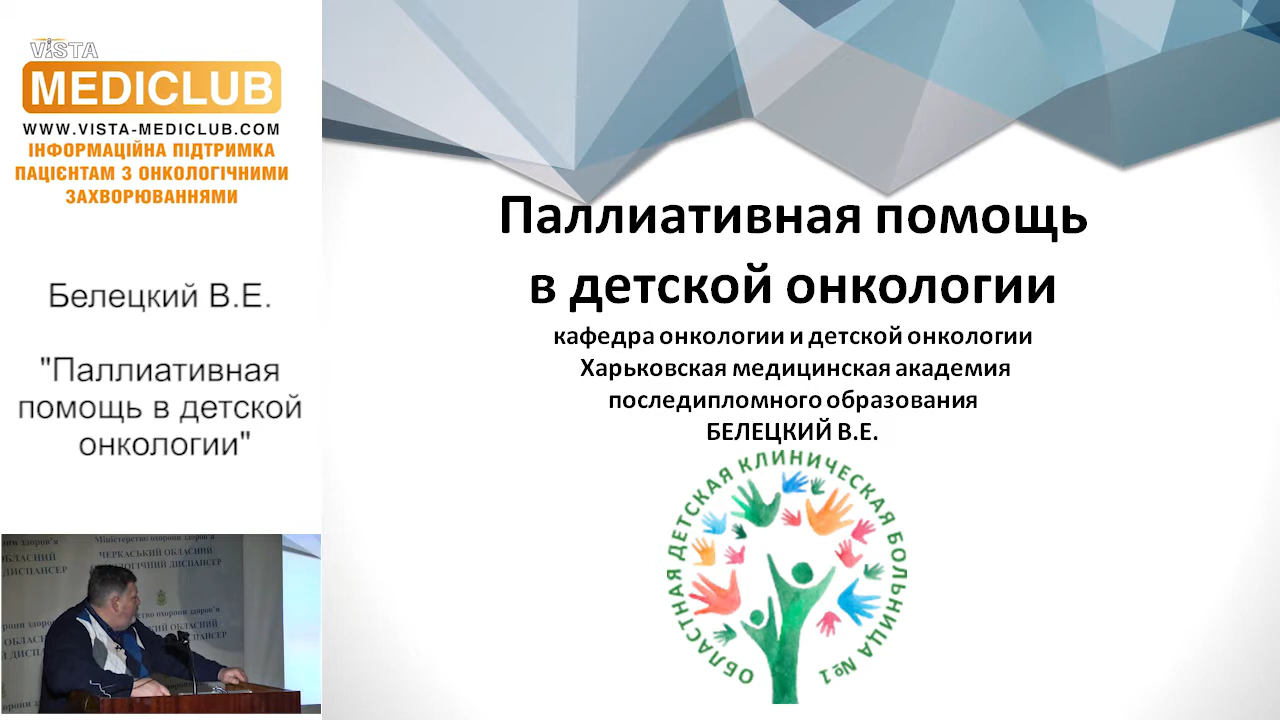 VISTA
MEDICLUB
WWW.VISTA-MEDICLUB.COM
ІНФОРМАЦІЙНА ПІДТРИМКА
ПАЦІЄНТАМ З ОНКОЛОГІЧНИМИ
ЗАХВОРЮВАННЯМИ
Белецкий В.Е.
"Паллиативная
помощь в детской
онкологии"
Паллиативная помощь
в детской онкологии
кафедра онкологии и детской онкологии
Харьковская медицинская академия
последипломного образования
БЕЛЕЦКИЙ В.Е.
ОБЛАСТНАЯ ДЕТСКАЯ КЛИНИЧЕСКАЯ БОЛЬНИЦА №1
Міністерство охорони здоров'я
ЧЕРКАСЬКИЙ ОБЛАСНИЙ
ДИСПАНСЕР